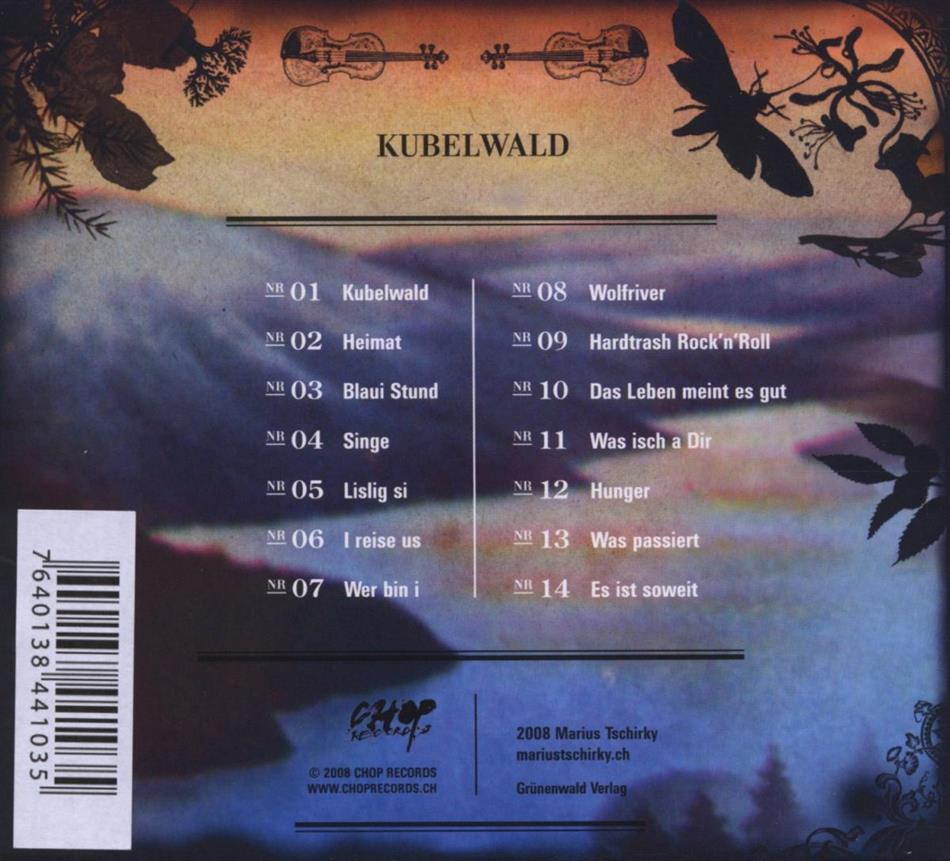 KUBELWALD
NR 01 Kubelwald
NR 02 Heimat
NR 03 Blaui Stund
NR 04 Singe
NR 05 Lislig si
NR 06 I reise us
NR 07 Wer bin i
NR 08 Wolfriver
NR 09 Hardtrash Rock'n'Roll
NR 10 Das Leben meint es gut
NR 11 Was isch a Dir
NR 12 Hunger
NR 13 Was passiert
NR 14 Es ist soweit
7640138441035
CHOP
RECORDS
© 2008 CHOP RECORDS
WWW.CHOPRECORDS.CH
2008 Marius Tschirky
mariustschirky.ch
Grünenwald Verlag